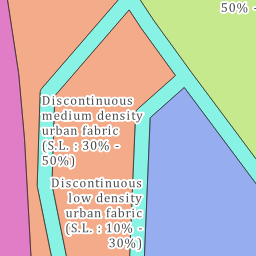 50% -
Discontinuous
medium density
urban fabric
(S.L. : 30% -
50%)
Discontinuous
low density
urban fabric
(S.L. : 10% -
30%)